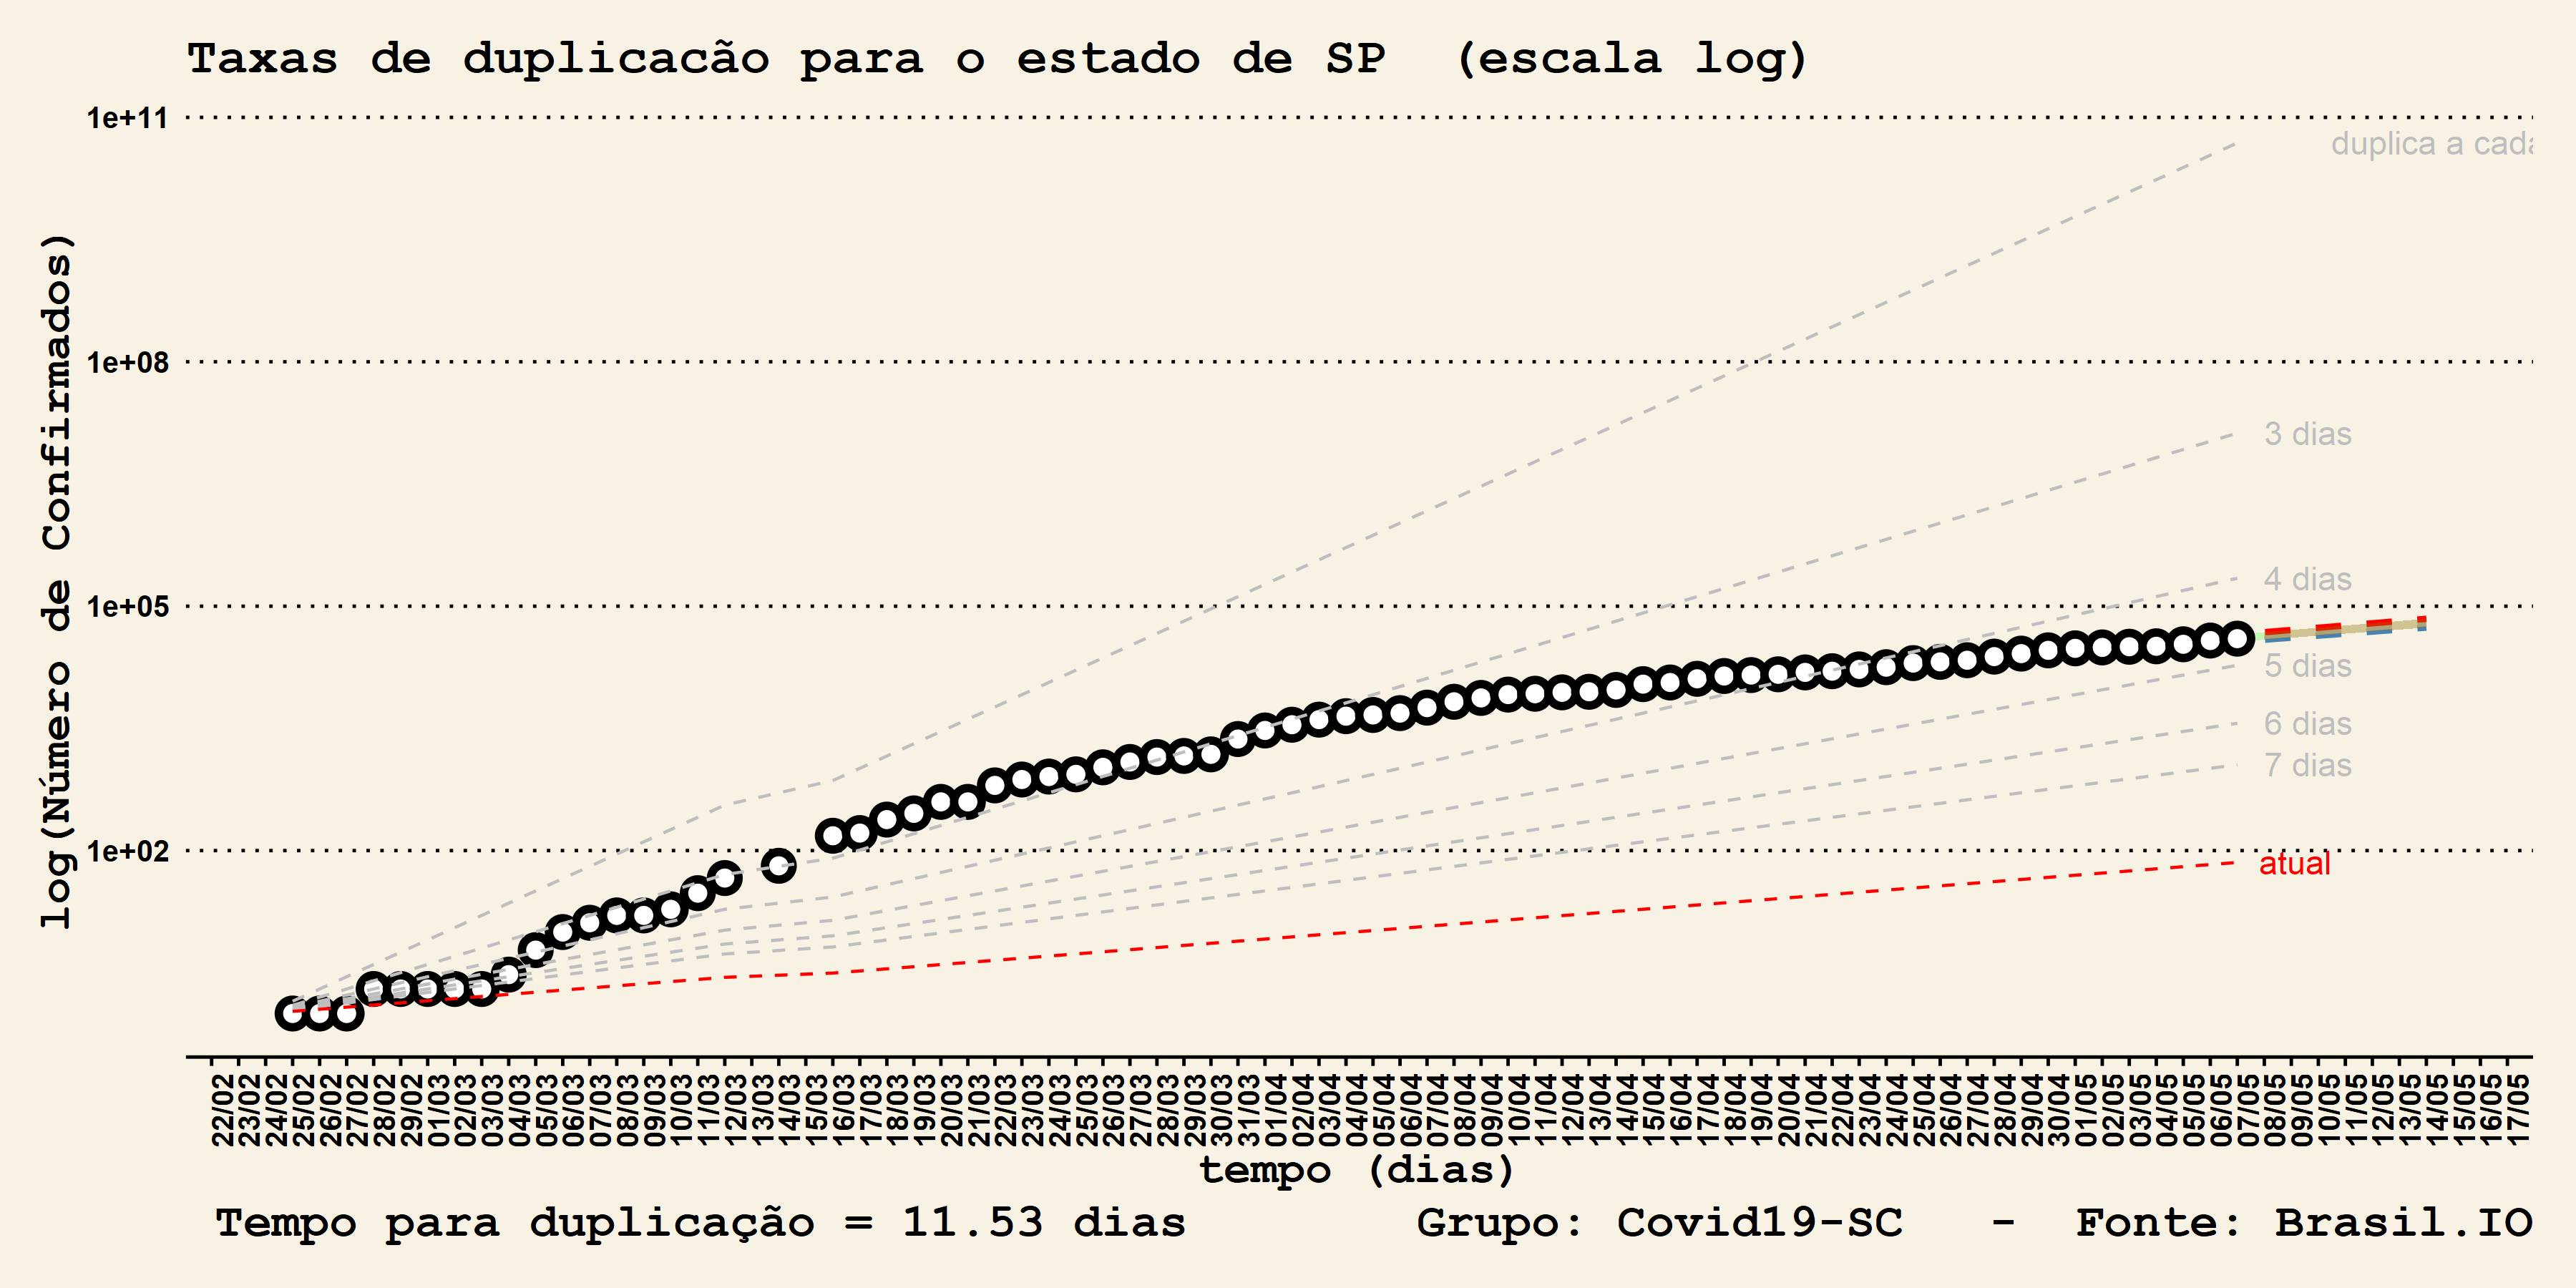 Taxas de duplicacão para o estado de SP  (escala log)
log(Número de Confirmados)
1e+11
1e+08
1e+05
1e+02
duplica a cada
3 dias
4 dias
5 dias
6 dias
7 dias
atual
22/02 23/02 24/02 25/02 26/02 27/02 28/02 29/02 01/03 02/03 03/03 04/03 05/03 06/03 07/03 08/03 09/03 10/03 11/03 12/03 13/03 14/03 15/03 16/03 17/03 18/03 19/03 20/03 21/03 22/03 23/03 24/03 25/03 26/03 27/03 28/03 29/03 30/03 31/03 01/04 02/04 03/04 04/04 05/04 06/04 07/04 08/04 09/04 10/04 11/04 12/04 13/04 14/04 15/04 16/04 17/04 18/04 19/04 20/04 21/04 22/04 23/04 24/04 25/04 26/04 27/04 28/04 29/04 30/04 01/05 02/05 03/05 04/05 05/05 06/05 07/05 08/05 09/05 10/05 11/05 12/05 13/05 14/05 15/05 16/05 17/05
tempo (dias)
Tempo para duplicação = 11.53 dias
Grupo: Covid19-SC   -  Fonte: Brasil.IO